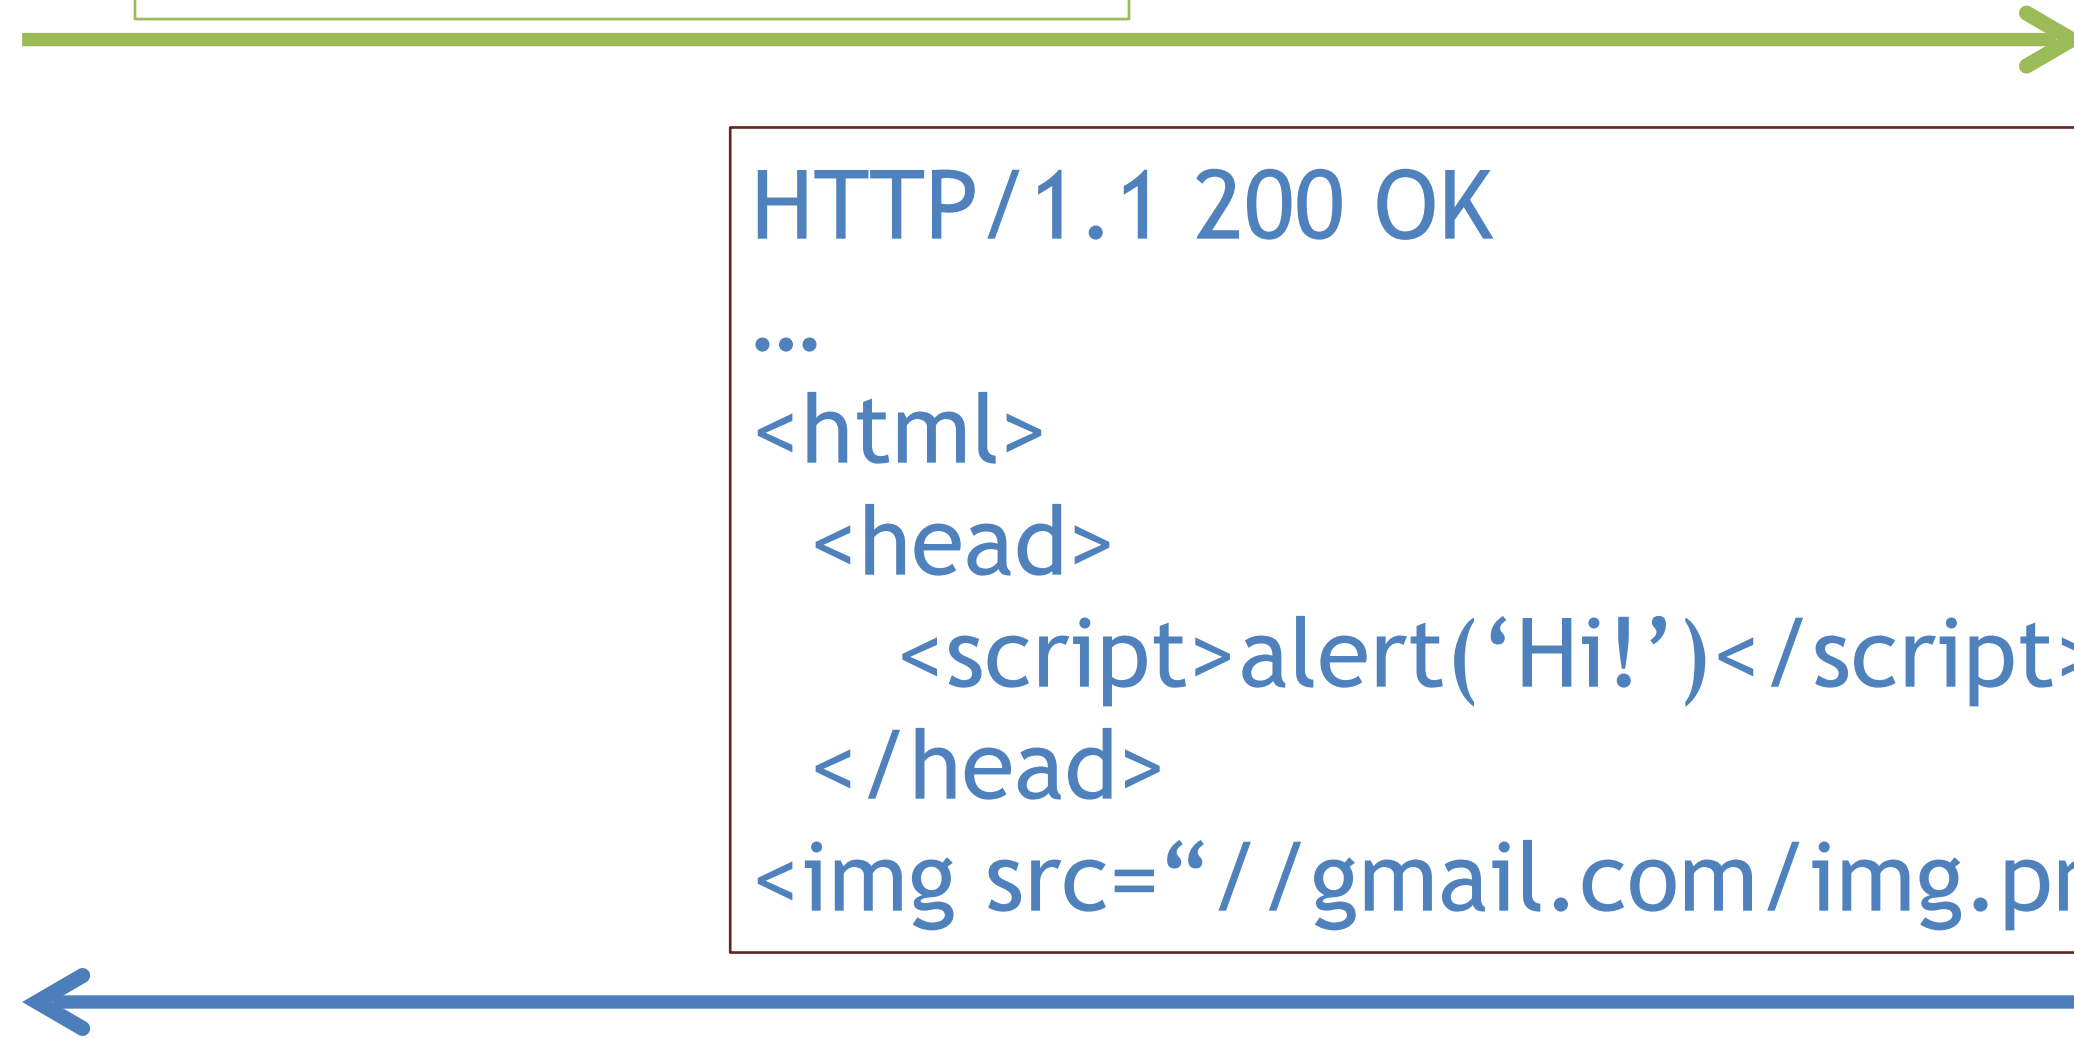 HTTP/1.1 200 OK
…
<html>
<head>
<script>alert(‘Hi!’)</script>
</head>
<img src=“//gmail.com/img.p